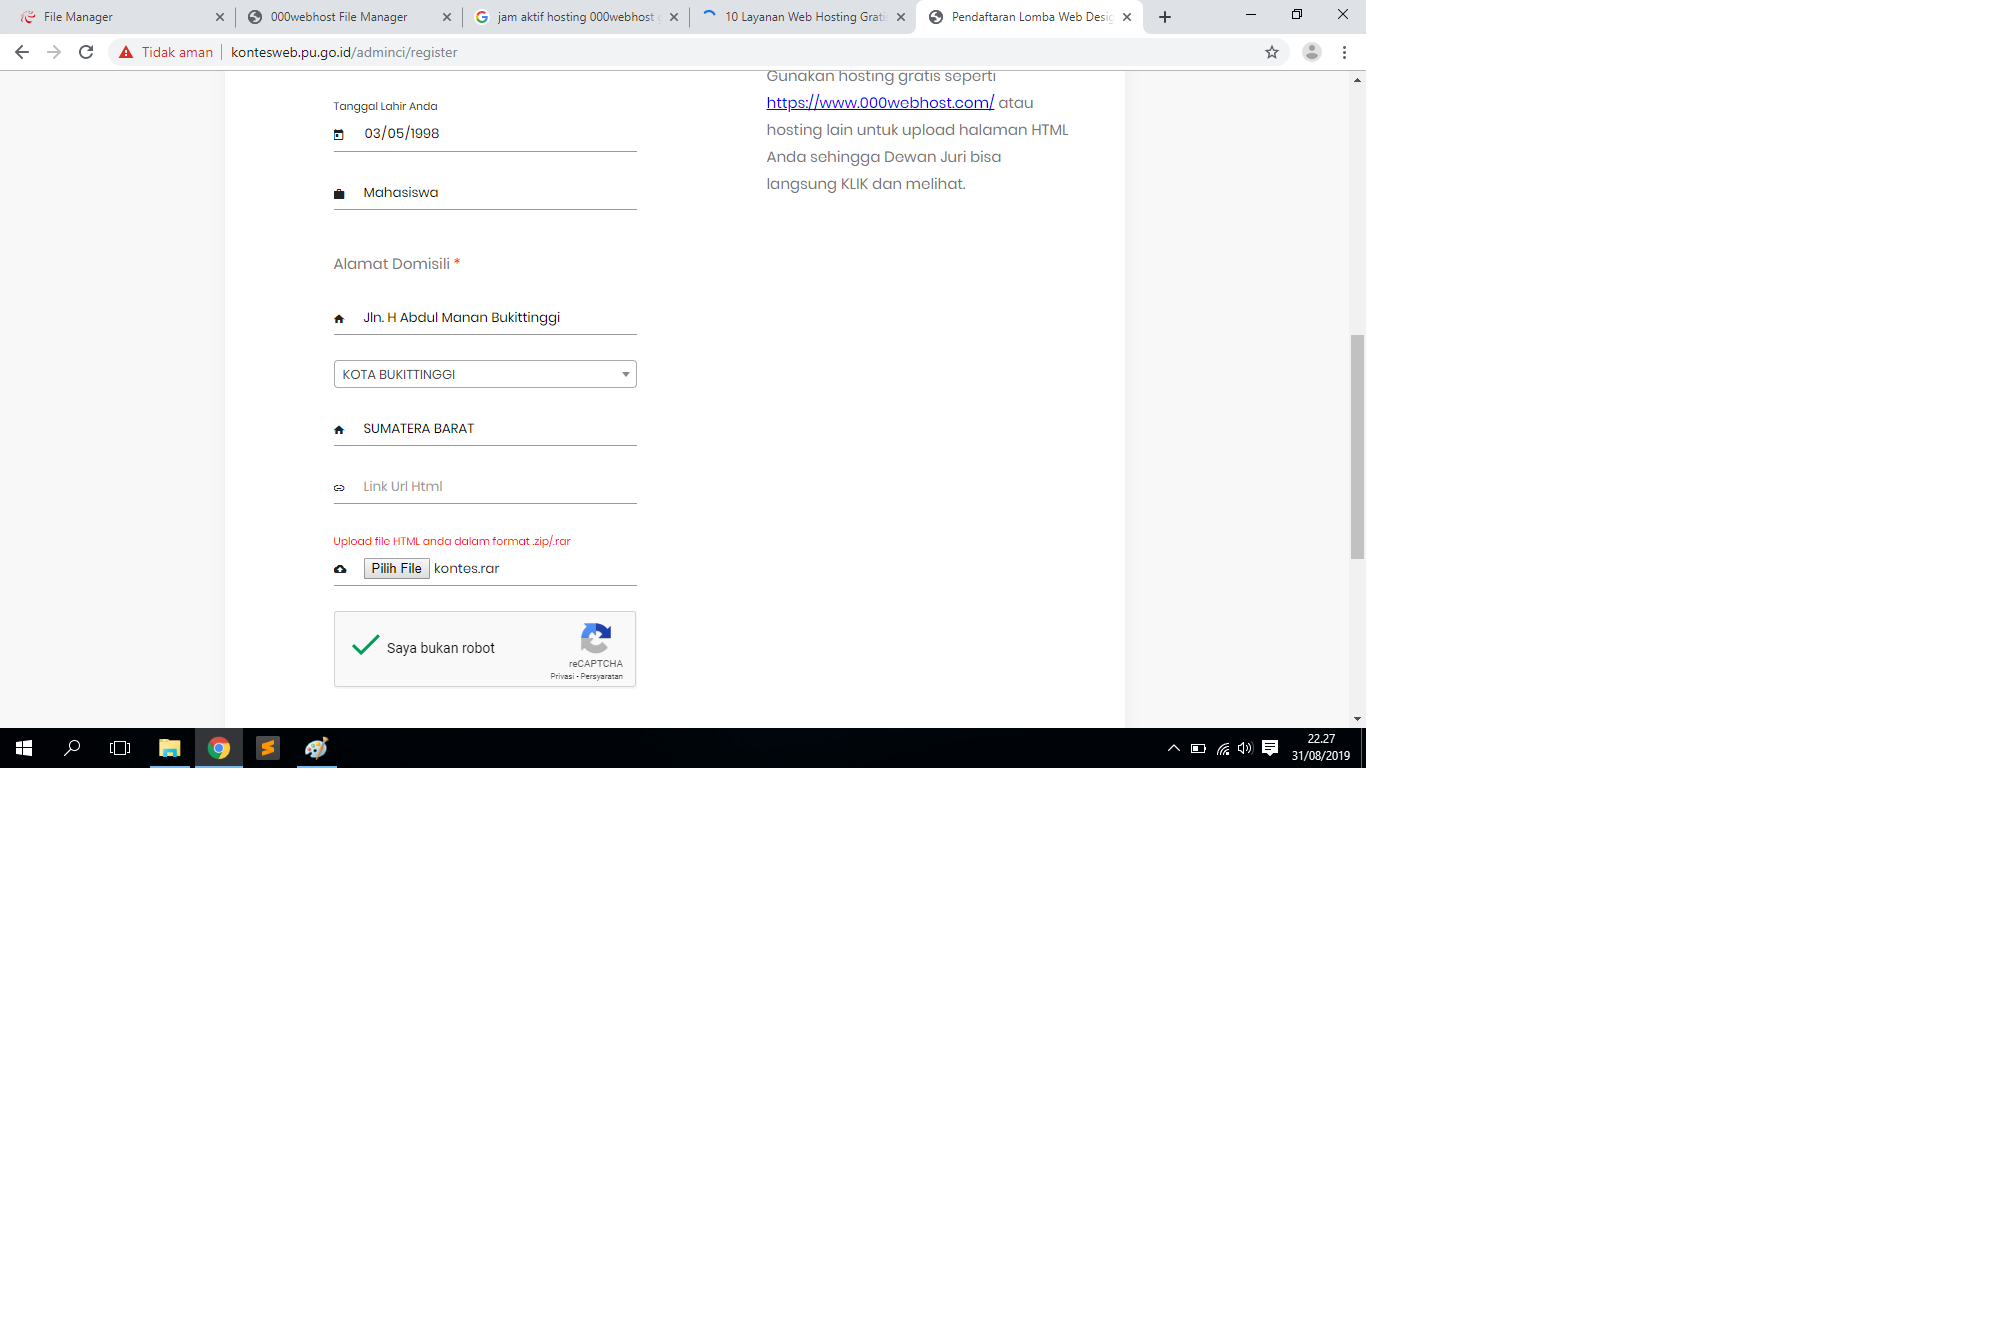 File Manager
000webhost File Manager
jam aktif hosting 000webhost
10 Layanan Web Hosting Grati
Pendaftaran Lomba Web Desig
Tidak aman
kontesweb.pu.go.id/adminci/register
Tanggal Lahir Anda
03/05/1998
Mahasiswa
Alamat Domisili *
Jln. H Abdul Manan Bukittinggi
KOTA BUKITTINGGI
SUMATERA BARAT
Link Url Html
Upload file HTML anda dalam format .zip/.rar
Pilih File kontes.rar
Saya bukan robot
reCAPTCHA
Privasi - Persyaratan
Gunakan hosting gratis seperti
https://www.000webhost.com/ atau
hosting lain untuk upload halaman HTML
Anda sehingga Dewan Juri bisa
langsung KLIK dan melihat.
22.27
31/08/2019